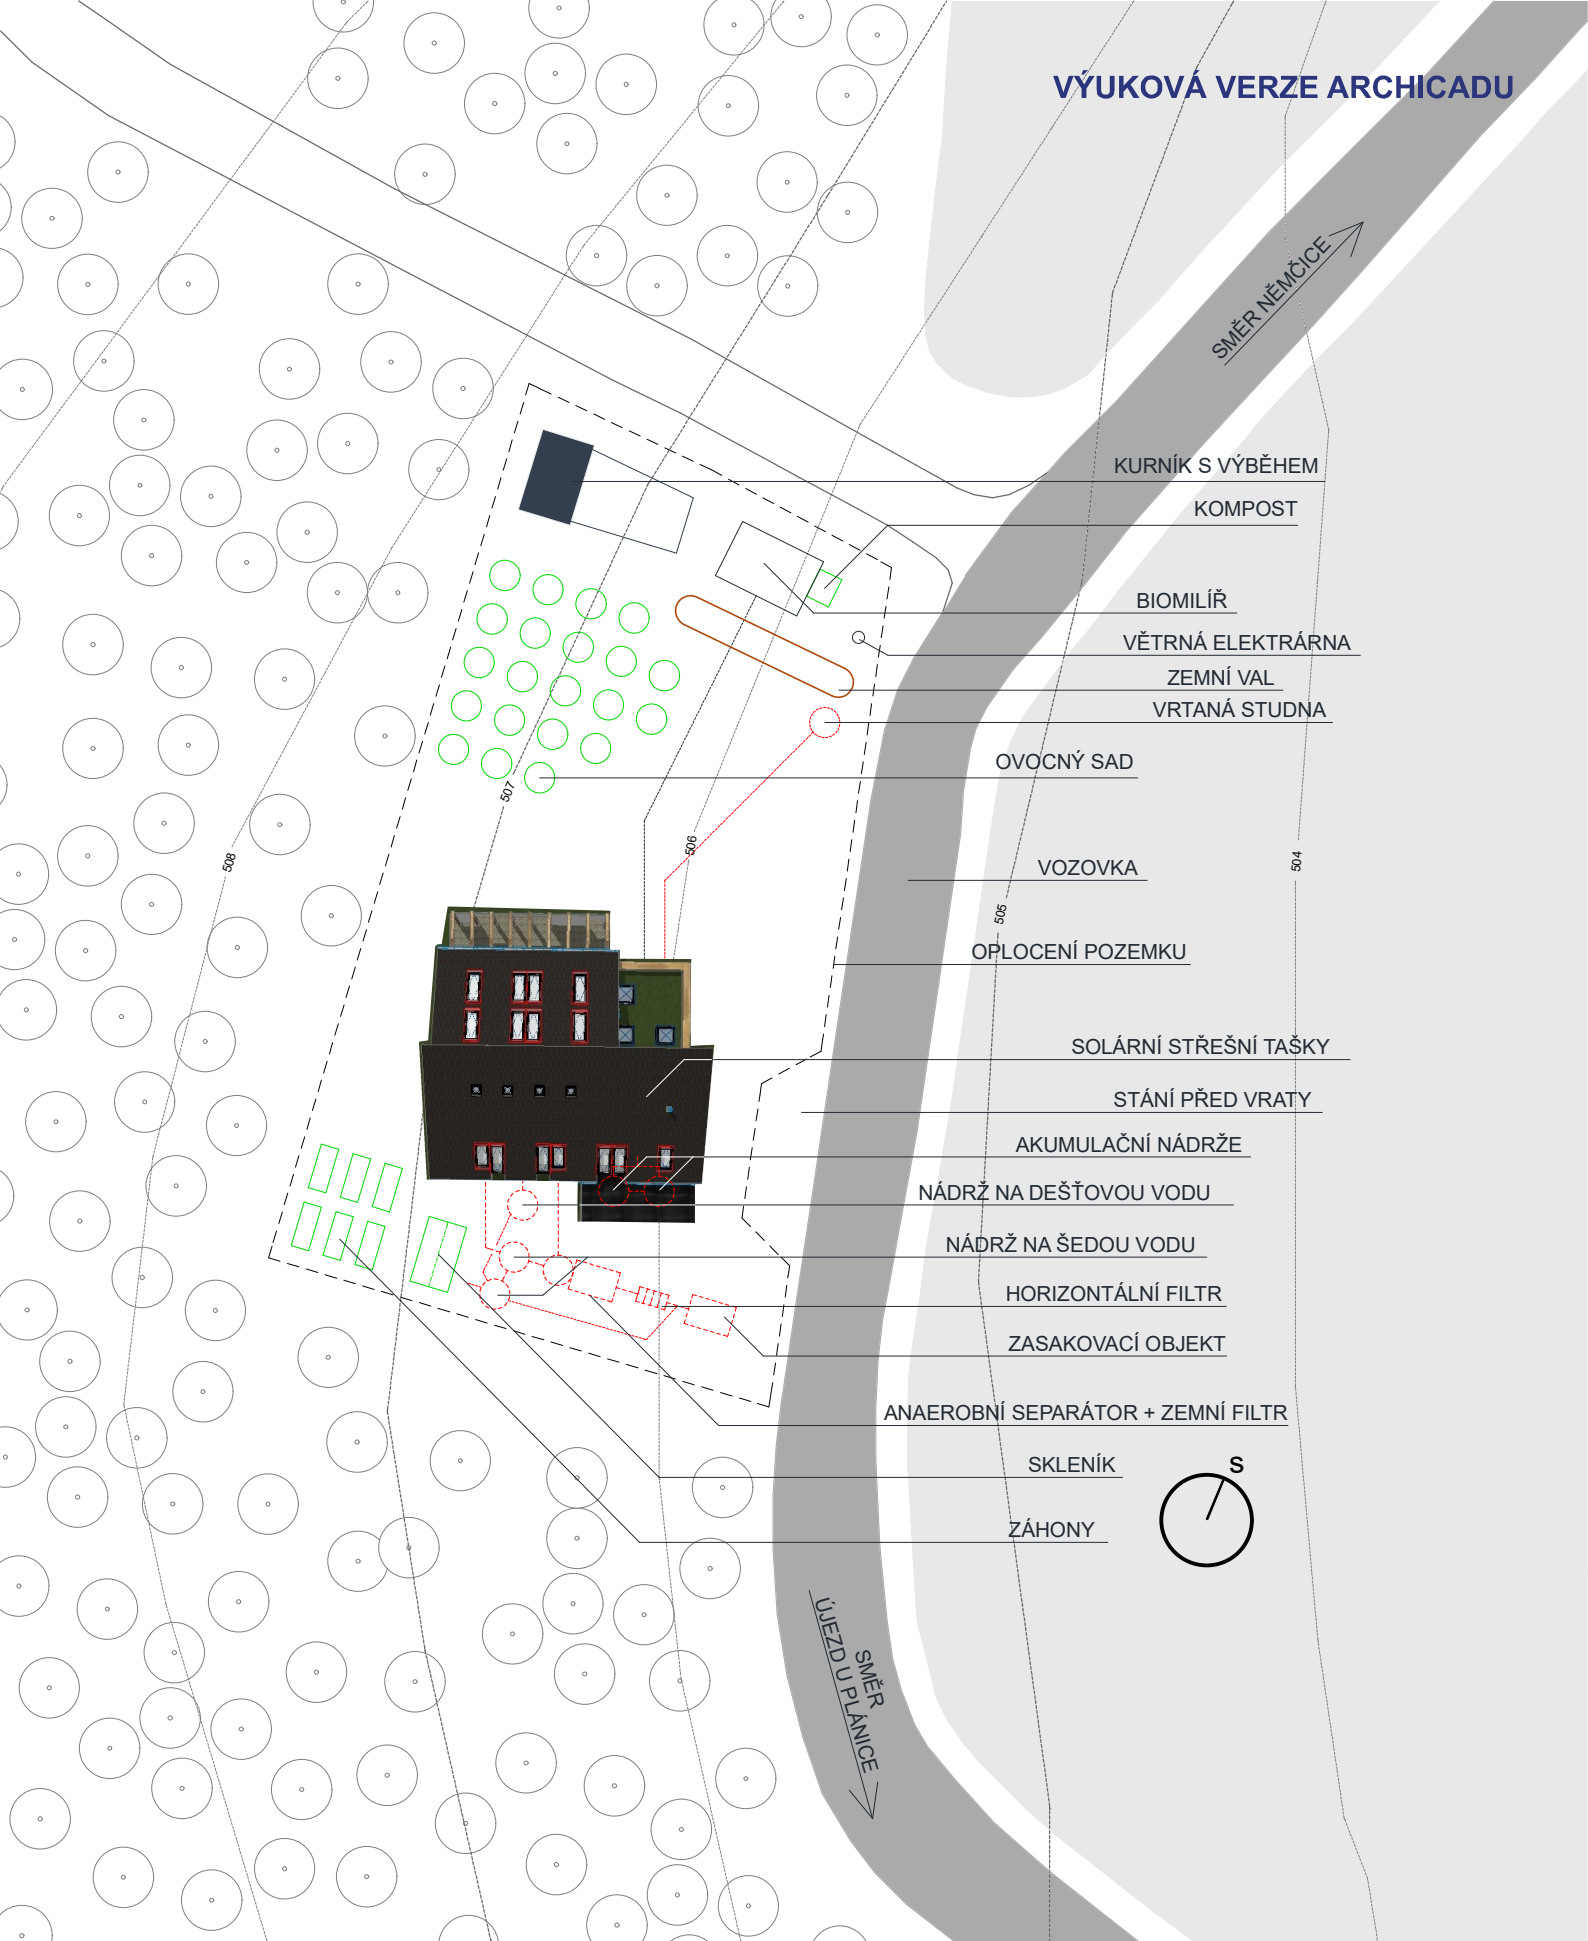 VÝUKOVÁ VERZE ARCHICADU
SMĚR NĚMČICE
KURNÍK S VÝBĚHEM
KOMPOST
BIOMILÍŘ
VĚTRNÁ ELEKTRÁRNA
ZEMNÍ VAL
VRTANÁ STUDNA
OVOCNÝ SAD
507
506
508
504
VOZOVKA
505
OPLOCENÍ POZEMKU
SOLÁRNÍ STŘEŠNÍ TAŠKY
STÁNÍ PŘED VRATY
AKUMULAČNÍ NÁDRŽE
NÁDRŽ NA DEŠŤOVOU VODU
NÁDRŽ NA ŠEDOU VODU
HORIZONTÁLNÍ FILTR
ZASAKOVACÍ OBJEKT
ANAEROBNÍ SEPARÁTOR + ZEMNÍ FILTR
SKLENÍK
S
ZÁHONY
SMĚR
ÚJEZD U PLÁNICE